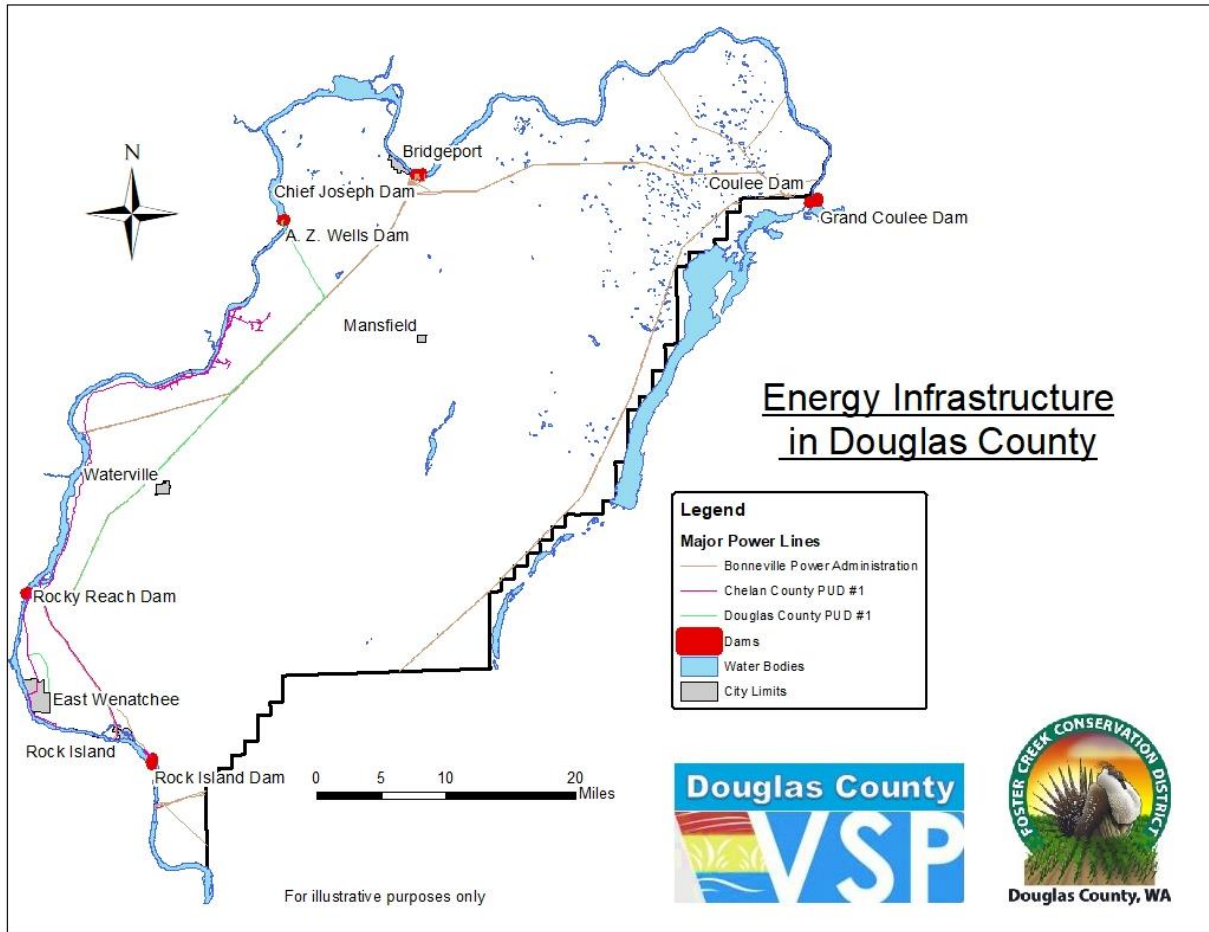 N
Bridgeport
Chief Joseph Dam
Coulee Dam
Grand Coulee Dam
A. Z. Wells Dam
Mansfield
Energy Infrastructure
in Douglas County
Waterville
Legend
Major Power Lines
Bonneville Power Administration
Chelan County PUD #1
Douglas County PUD #1
Dams
Water Bodies
City Limits
Rocky Reach Dam
East Wenatchee
Rock Island
Rock Island Dam
0 5 10 20
Miles
For illustrative purposes only
Douglas County
VSP
FOSTER CREEK CONSERVATION DISTRICT
Douglas County, WA